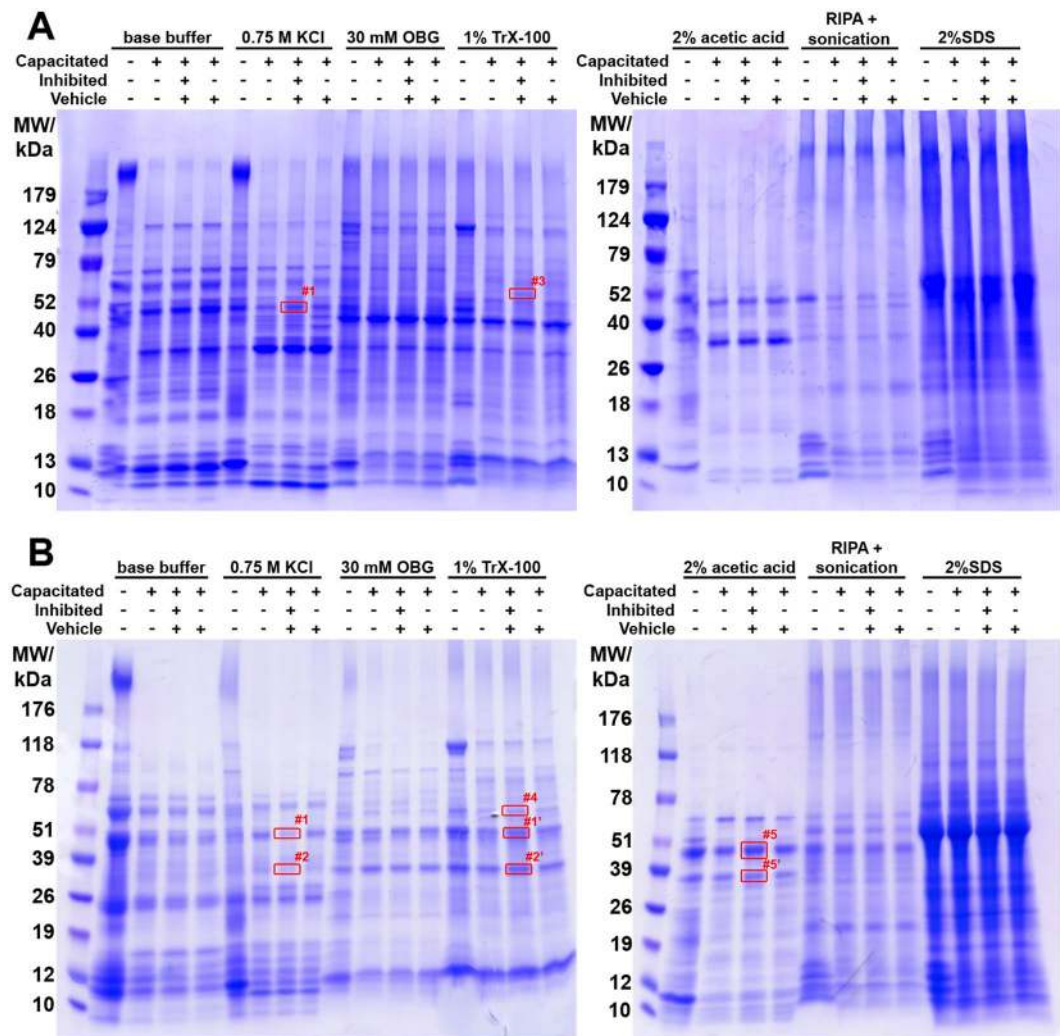 A
base buffer 0.75 M KCl 30 mM OBG 1% TrX-100
Capacitated - + + + - + + + - + + + - + + +
Inhibited + + + +
Vehicle - - + + - - + + - - + + - - + +
MW/
kDa
179
124
79
52
40
26
18
13
10
#1
#3
2% acetic acid RIPA + sonication 2%SDS
Capacitated - + + + - + + + - + + +
Inhibited + + +
Vehicle - - + + - - + + - - + +
MW/
kDa
179
124
79
52
40
26
18
13
10
B
base buffer 0.75 M KCl 30 mM OBG 1% TrX-100
Capacitated - + + + - + + + - + + + - + + +
Inhibited + + + +
Vehicle - - + + - - + + - - + + - - + +
MW/
kDa
176
118
78
51
39
26
19
12
10
#1
#2
#4
#1'
#2'
2% acetic acid RIPA + sonication 2%SDS
Capacitated - + + + - + + + - + + +
Inhibited + + +
Vehicle - - + + - - + + - - + +
MW/
kDa
176
118
78
51
39
26
19
12
10
#5
#5'